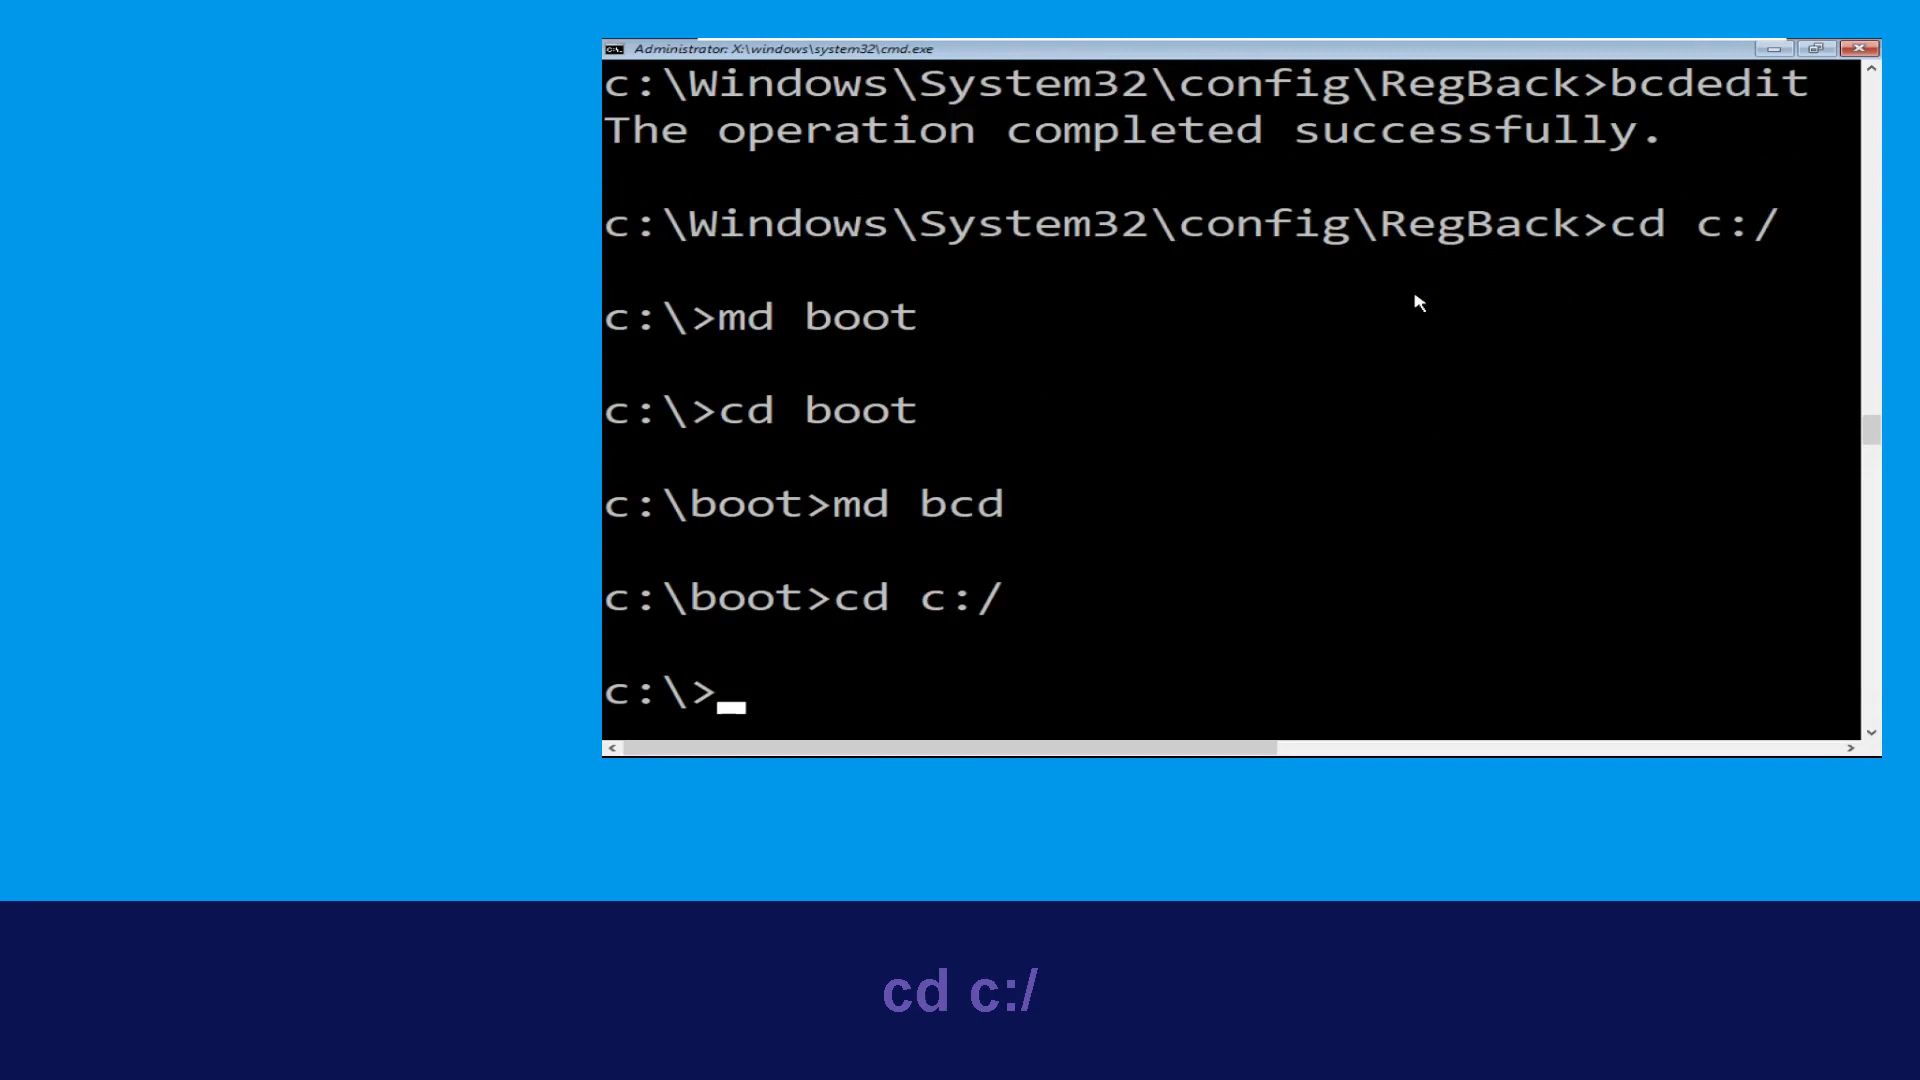 Administrator: X:\windows\system32\cmd.exe
c:\Windows\System32\config\RegBack>bcdedit
The operation completed successfully.
c:\Windows\System32\config\RegBack>cd c:/
c:\>md boot
c:\>cd boot
c:\boot>md bcd
c:\boot>cd c:/
c:\>
cd c:/